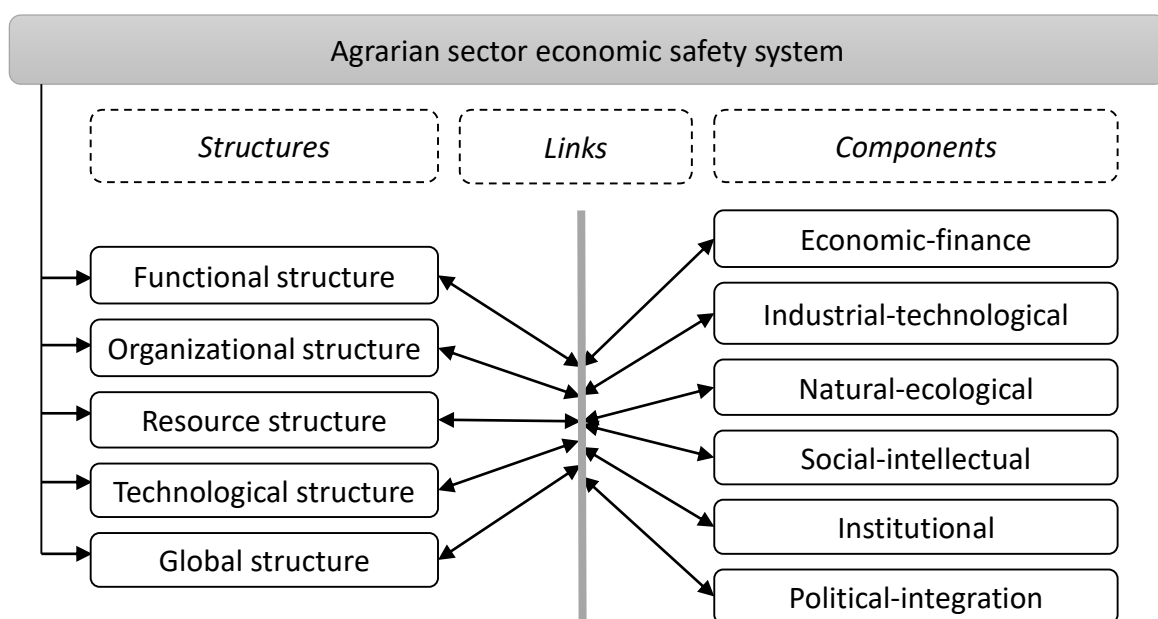 Agrarian sector economic safety system
Structures
Links
Components
Functional structure
Organizational structure
Resource structure
Technological structure
Global structure
Economic-finance
Industrial-technological
Natural-ecological
Social-intellectual
Institutional
Political-integration